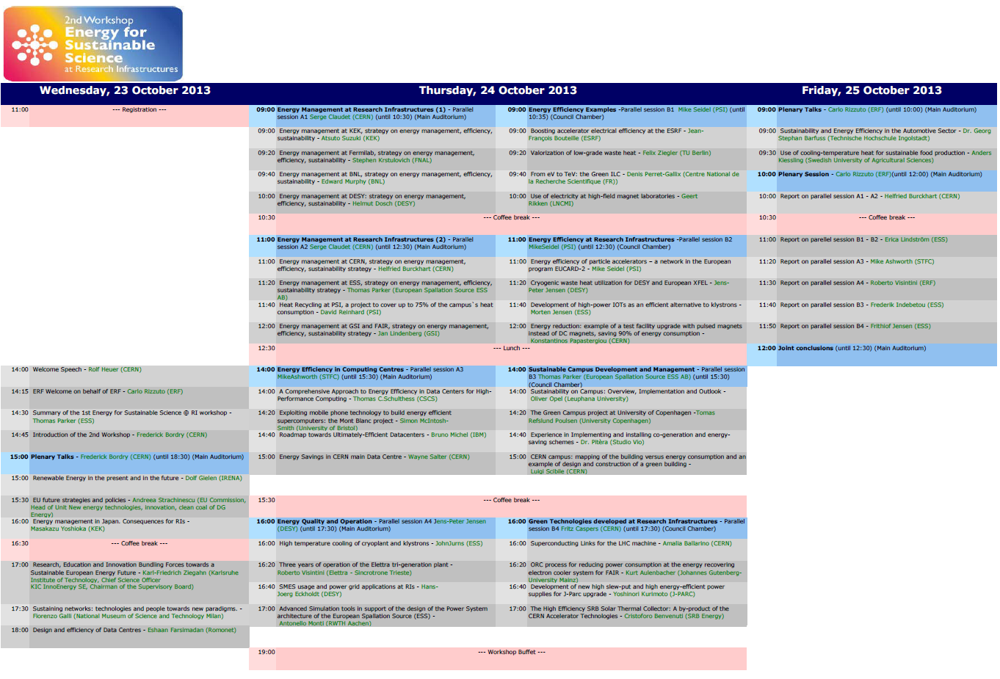 2nd Workshop
Energy for
Sustainable
Science
at Research Infrastructures
Wednesday, 23 October 2013
11:00 --- Registration ---
14:00 Welcome Speech - Rolf Heuer (CERN)
14:15 ERF Welcome on behalf of ERF - Carlo Rizzuto (ERF)
14:30 Summary of the 1st Energy for Sustainable Science @ RI workshop -
Thomas Parker (ESS)
14:45 Introduction of the 2nd Workshop - Frederick Bordry (CERN)
15:00 Plenary Talks - Frederick Bordry (CERN) (until 18:30) (Main Auditorium)
15:00 Renewable Energy in the present and in the future - Dolf Gielen (IRENA)
15:30 EU future strategies and policies - Andreea Strachinescu (EU Commission,
Head of Unit New energy technologies, innovation, clean coal of DG
Energy)
16:00 Energy management in Japan. Consequences for RIs -
Masakazu Yoshioka (KEK)
16:30 --- Coffee break ---
17:00 Research, Education and Innovation Bundling Forces towards a
Sustainable European Energy Future - Karl-Friedrich Ziegahn (Karlsruhe
Institute of Technology, Chief Science Officer
KIC InnoEnergy SE, Chairman of the Supervisory Board)
17:30 Sustaining networks: technologies and people towards new paradigms. -
Fiorenzo Galli (National Museum of Science and Technology Milan)
18:00 Design and efficiency of Data Centres - Eshaan Farsimadan (Romonet)
Thursday, 24 October 2013
09:00 Energy Management at Research Infrastructures (1) - Parallel
session A1 Serge Claudet (CERN) (until 10:30) (Main Auditorium)
09:00 Energy management at KEK, strategy on energy management, efficiency,
sustainability - Atsuto Suzuki (KEK)
09:20 Energy management at Fermilab, strategy on energy management,
efficiency, sustainability - Stephen Krstulovich (FNAL)
09:40 Energy management at BNL, strategy on energy management, efficiency,
sustainability - Edward Murphy (BNL)
10:00 Energy management at DESY: strategy on energy management,
efficiency, sustainability - Helmut Dosch (DESY)
09:00 Energy Efficiency Examples -Parallel session B1 Mike Seidel (PSI) (until
10:35) (Council Chamber)
09:00 Boosting accelerator electrical efficiency at the ESRF - Jean-
François Bouteille (ESRF)
09:20 Valorization of low-grade waste heat - Felix Ziegler (TU Berlin)
09:40 From eV to TeV: the Green ILC - Denis Perret-Gallix (Centre National de
la Recherche Scientifique (FR))
10:00 Use of electricity at high-field magnet laboratories - Geert
Rikken (LNCMI)
10:30 --- Coffee break ---
11:00 Energy Management at Research Infrastructures (2) - Parallel
session A2 Serge Claudet (CERN) (until 12:30) (Main Auditorium)
11:00 Energy management at CERN, strategy on energy management,
efficiency, sustainability strategy - Helfried Burckhart (CERN)
11:20 Energy management at ESS, strategy on energy management, efficiency,
sustainability strategy - Thomas Parker (European Spallation Source ESS
AB)
11:40 Heat Recycling at PSI, a project to cover up to 75% of the campus`s heat
consumption - David Reinhard (PSI)
12:00 Energy management at GSI and FAIR, strategy on energy management,
efficiency, sustainability strategy - Jan Lindenberg (GSI)
11:00 Energy Efficiency at Research Infrastructures -Parallel session B2
MikeSeidel (PSI) (until 12:30) (Council Chamber)
11:00 Energy efficiency of particle accelerators – a network in the European
program EUCARD-2 - Mike Seidel (PSI)
11:20 Cryogenic waste heat utilization for DESY and European XFEL - Jens-
Peter Jensen (DESY)
11:40 Development of high-power IOTs as an efficient alternative to klystrons -
Morten Jensen (ESS)
12:00 Energy reduction: example of a test facility upgrade with pulsed magnets
instead of DC magnets, saving 90% of energy consumption -
Konstantinos Papastergiou (CERN)
12:30 --- Lunch ---
14:00 Energy Efficiency in Computing Centres - Parallel session A3
MikeAshworth (STFC) (until 15:30) (Main Auditorium)
14:00 A Comprehensive Approach to Energy Efficiency in Data Centers for High-
Performance Computing - Thomas C.Schulthess (CSCS)
14:20 Exploiting mobile phone technology to build energy efficient
supercomputers: the Mont Blanc project - Simon McIntosh-
Smith (University of Bristol)
14:40 Roadmap towards Ultimately-Efficient Datacenters - Bruno Michel (IBM)
15:00 Energy Savings in CERN main Data Centre - Wayne Salter (CERN)
14:00 Sustainable Campus Development and Management - Parallel session
B3 Thomas Parker (European Spallation Source ESS AB) (until 15:30)
(Council Chamber)
14:00 Sustainability on Campus: Overview, Implementation and Outlook -
Oliver Opel (Leuphana University)
14:20 The Green Campus project at University of Copenhagen -Tomas
Refslund Poulsen (University Copenhagen)
14:40 Experience in Implementing and installing co-generation and energy-
saving schemes - Dr. Pitèra (Studio Vio)
15:00 CERN campus: mapping of the building versus energy consumption and an
example of design and construction of a green building -
Luigi Scibile (CERN)
15:30 --- Coffee break ---
16:00 Energy Quality and Operation - Parallel session A4 Jens-Peter Jensen
(DESY) (until 17:30) (Main Auditorium)
16:00 High temperature cooling of cryoplant and klystrons - JohnJurns (ESS)
16:20 Three years of operation of the Elettra tri-generation plant -
Roberto Visintini (Elettra - Sincrotrone Trieste)
16:40 SMES usage and power grid applications at RIs - Hans-
Joerg Eckholdt (DESY)
17:00 Advanced Simulation tools in support of the design of the Power System
architecture of the European Spallation Source (ESS) -
Antonello Monti (RWTH Aachen)
16:00 Green Technologies developed at Research Infrastructures - Parallel
session B4 Fritz Caspers (CERN) (until 17:30) (Council Chamber)
16:00 Superconducting Links for the LHC machine - Amalia Ballarino (CERN)
16:20 ORC process for reducing power consumption at the energy recovering
electron cooler system for FAIR - Kurt Aulenbacher (Johannes Gutenberg-
University Mainz)
16:40 Development of new high slew-put and high energy-efficient power
supplies for J-Parc upgrade - Yoshinori Kurimoto (J-PARC)
17:00 The High Efficiency SRB Solar Thermal Collector: A by-product of the
CERN Accelerator Technologies - Cristoforo Benvenuti (SRB Energy)
19:00 --- Workshop Buffet ---
Friday, 25 October 2013
09:00 Plenary Talks - Carlo Rizzuto (ERF) (until 10:00) (Main Auditorium)
09:00 Sustainability and Energy Efficiency in the Automotive Sector - Dr. Georg
Stephan Barfuss (Technische Hochschule Ingolstadt)
09:30 Use of cooling-temperature heat for sustainable food production - Anders
Kiessling (Swedish University of Agricultural Sciences)
10:00 Plenary Session - Carlo Rizzuto (ERF)(until 12:00) (Main Auditorium)
10:00 Report on parallel session A1 - A2 - Helfried Burckhart (CERN)
10:30 --- Coffee break ---
11:00 Report on parallel session B1 - B2 - Erica Lindström (ESS)
11:20 Report on parallel session A3 - Mike Ashworth (STFC)
11:30 Report on parallel session A4 - Roberto Visintini (ERF)
11:40 Report on parallel session B3 - Frederik Indebetou (ESS)
11:50 Report on parallel session B4 - Frithiof Jensen (ESS)
12:00 Joint conclusions (until 12:30) (Main Auditorium)